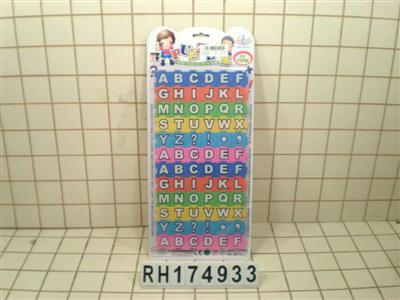 A B C D E F
G H I J K L
M N O P Q R
S T U V W X
Y Z ? ! • ,
A B C D E F
A B C D E F
G H I J K L
M N O P Q R
S T U V W X
Y Z ? ! • ,
A B C D E F
RH174933